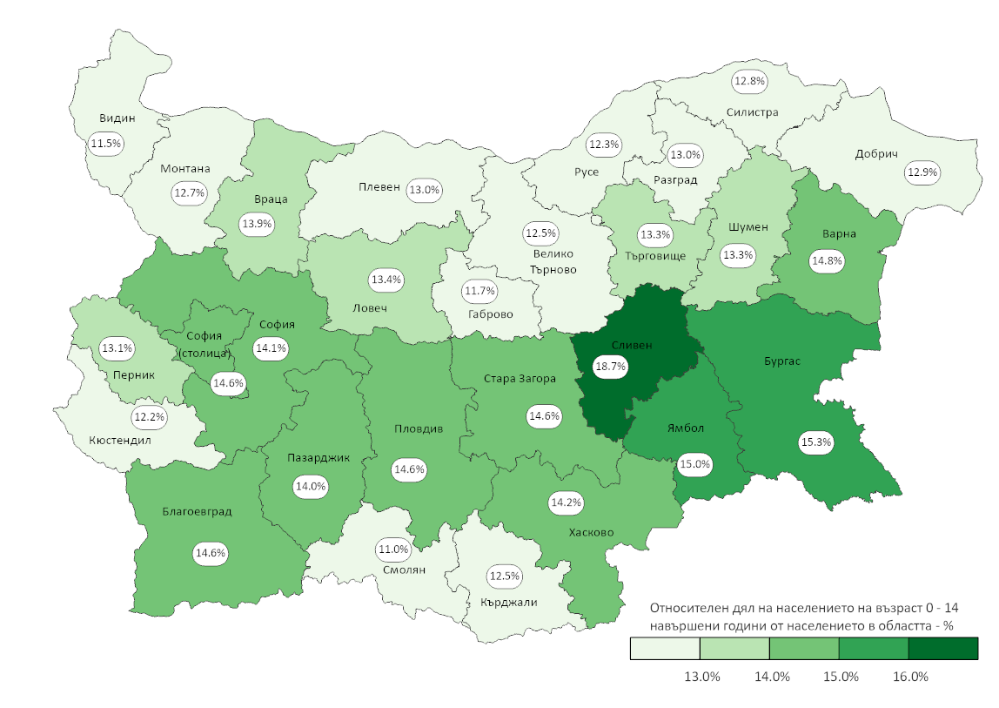 12.8%
Силистра
Видин
11.5%
12.3%
Русе
13.0%
Разград
Добрич
12.9%
Монтана
12.7%
Плевен
13.0%
Враца
13.9%
12.5%
Велико
Търново
13.3%
Търговище
Шумен
13.3%
Варна
14.8%
13.4%
Ловеч
11.7%
Габрово
София
14.1%
София
(столица)
14.6%
13.1%
Перник
Сливен
18.7%
Бургас
15.3%
Стара Загора
14.6%
12.2%
Кюстендил
Пловдив
14.6%
Ямбол
15.0%
Пазарджик
14.0%
Благоевград
14.6%
14.2%
Хасково
11.0%
Смолян
12.5%
Кърджали
Относителен дял на населението на възраст 0 - 14
навършени години от населението в областта - %
13.0% 14.0% 15.0% 16.0%